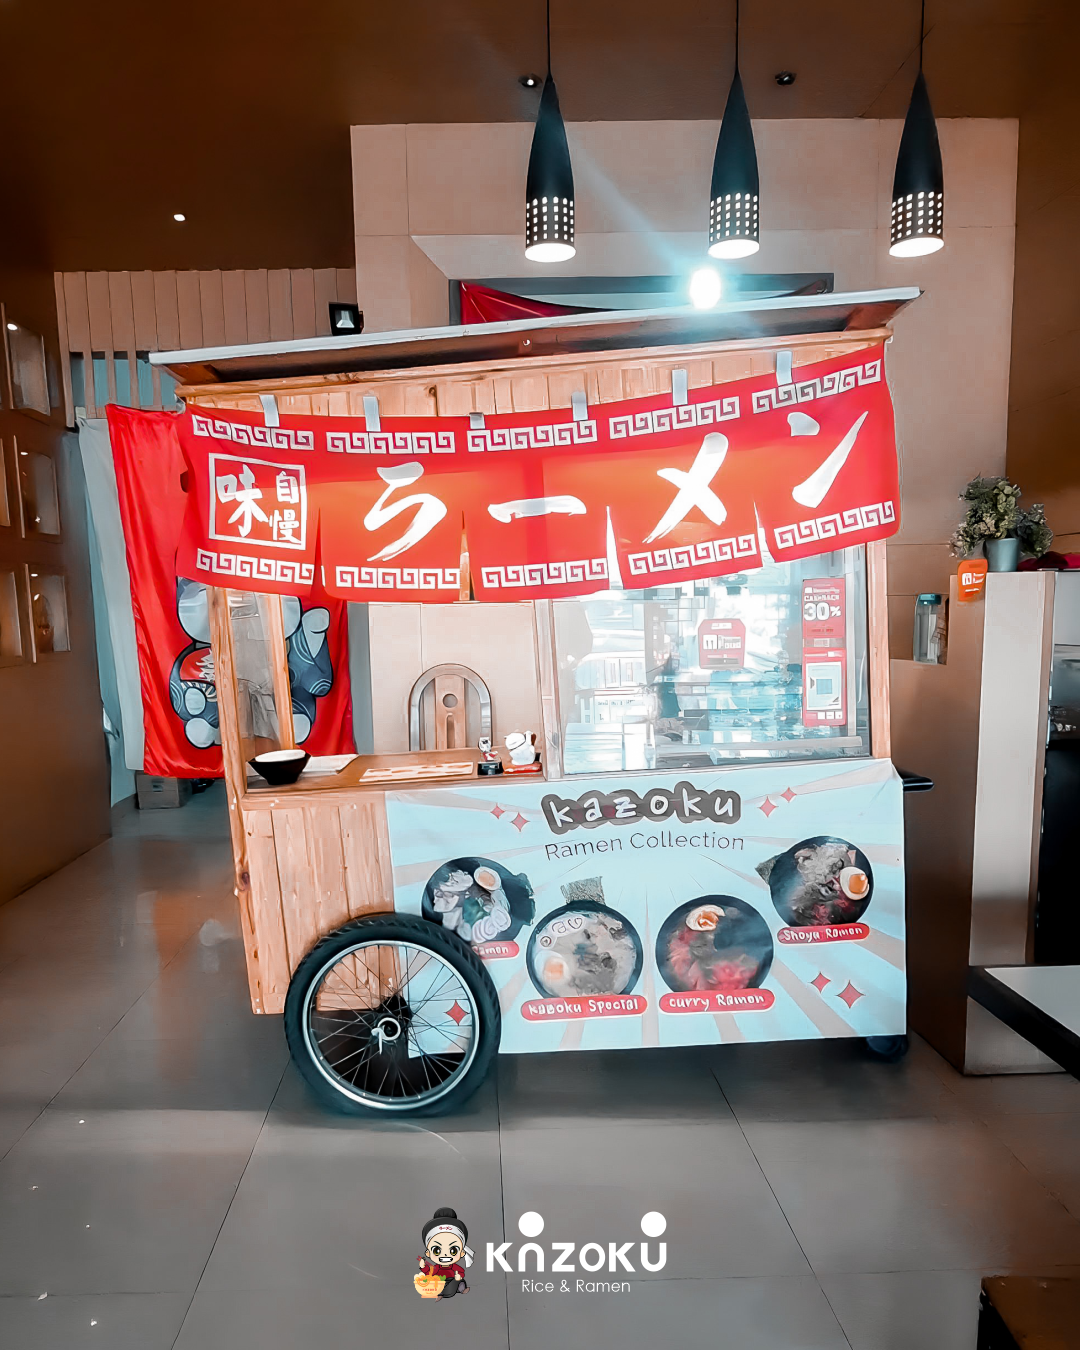 味自慢
ラーメン
CASHBACK
30%
kazoku
Ramen Collection
Ramen
Kazoku Special
Curry Ramen
Shoyu Ramen
KAZOKU
Rice & Ramen